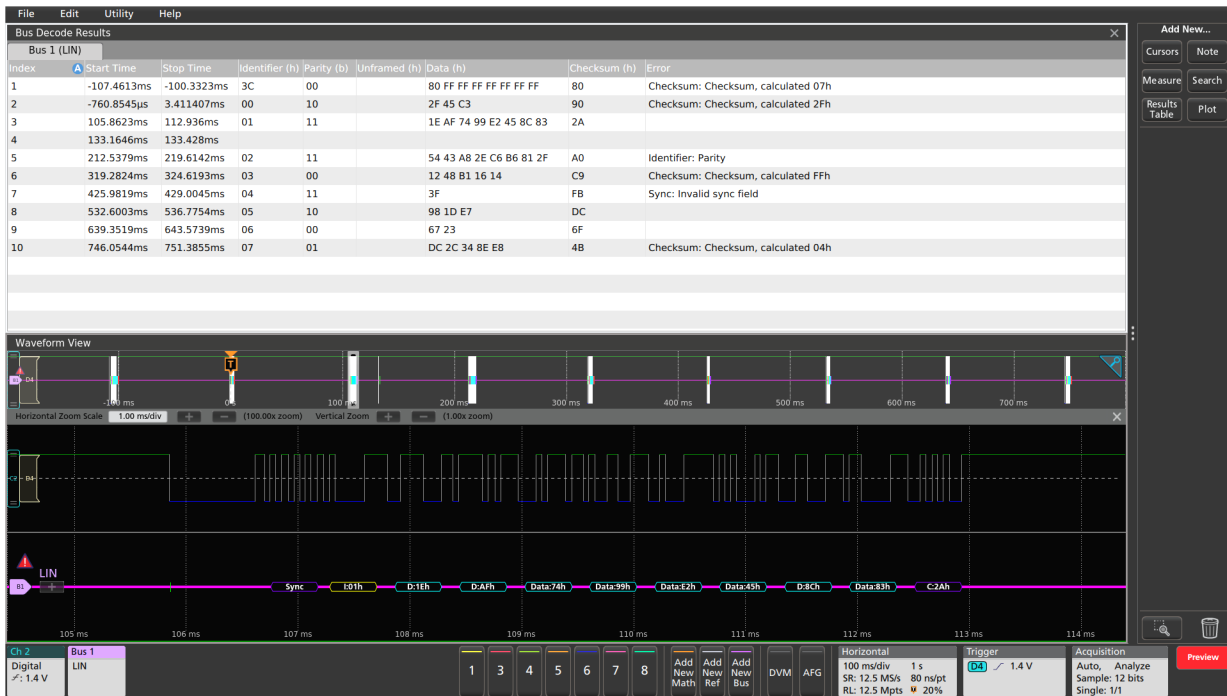 File Edit Utility Help
Bus Decode Results
Bus 1 (LIN)
Index A Start Time Stop Time Identifier (h) Parity (b) Unframed (h) Data (h) Checksum (h) Error
1 -107.4613ms -100.3323ms 3C 00 80 FF FF FF FF FF FF FF 80 Checksum: Checksum, calculated 07h
2 -760.8545µs 3.411407ms 00 10 2F 45 C3 90 Checksum: Checksum, calculated 2Fh
3 105.8623ms 112.936ms 01 11 1E AF 74 99 E2 45 8C 83 2A
4 133.1646ms 133.428ms
5 212.5379ms 219.6142ms 02 11 54 43 A8 2E C6 B6 81 2F A0 Identifier: Parity
6 319.2824ms 324.6193ms 03 00 12 48 B1 16 14 C9 Checksum: Checksum, calculated FFh
7 425.9819ms 429.0045ms 04 11 3F FB Sync: Invalid sync field
8 532.6003ms 536.7754ms 05 10 98 1D E7 DC
9 639.3519ms 643.5739ms 06 00 67 23 6F
10 746.0544ms 751.3855ms 07 01 DC 2C 34 8E E8 4B Checksum: Checksum, calculated 04h
Waveform View
T
B1 D4
-100 ms 0 s 100 ms 200 ms 300 ms 400 ms 500 ms 600 ms 700 ms
Horizontal Zoom Scale 1.00 ms/div + − (100.00x zoom) Vertical Zoom + − (1.00x zoom)
C2 D4
LIN
B1 + Sync I:01h D:1Eh D:AFh Data:74h Data:99h Data:E2h Data:45h D:8Ch Data:83h C:2Ah
105 ms 106 ms 107 ms 108 ms 109 ms 110 ms 111 ms 112 ms 113 ms 114 ms
Add New...
Cursors Note
Measure Search
Results Table Plot
Ch 2
Digital
: 1.4 V
Bus 1
LIN
1 3 4 5 6 7 8
Add New Math
Add New Ref
Add New Bus
DVM AFG
Horizontal
100 ms/div 1 s
SR: 12.5 MS/s 80 ns/pt
RL: 12.5 Mpts 20%
Trigger
D4 1.4 V
Acquisition
Auto, Analyze
Sample: 12 bits
Single: 1/1
Preview